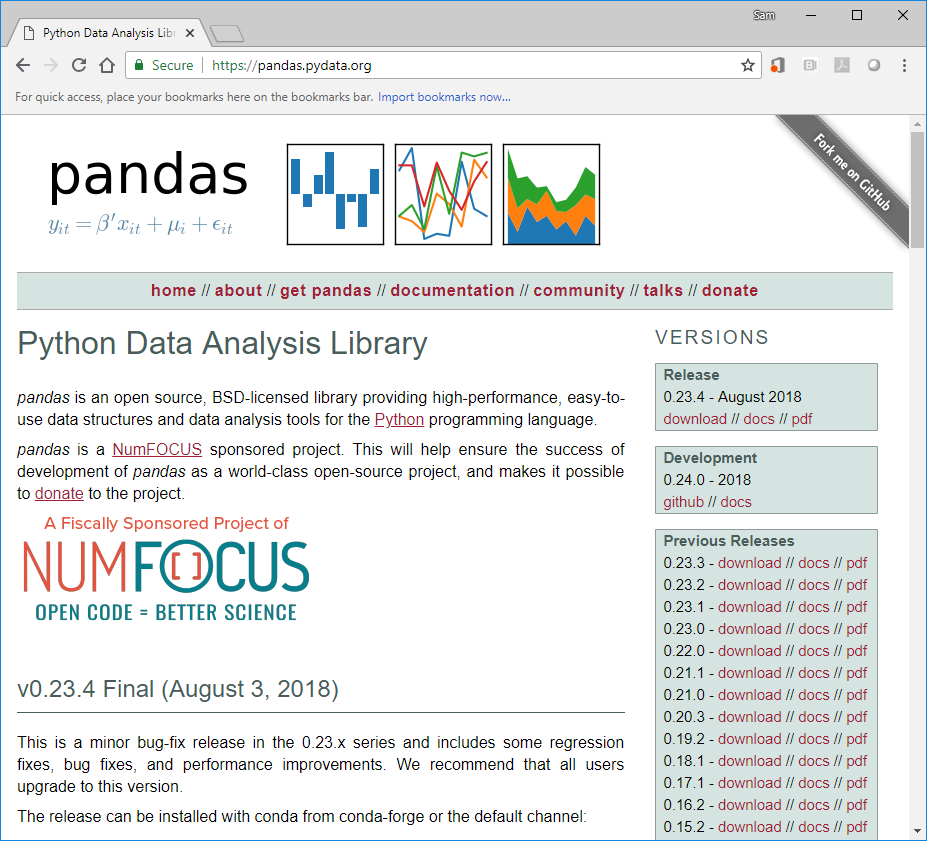 Sam
Python Data Analysis Libr
Secure
https://pandas.pydata.org
For quick access, place your bookmarks here on the bookmarks bar. Import bookmarks now...
Fork me on GitHub
pandas
y_{it} = β′x_{it} + μ_i + ϵ_{it}
home // about // get pandas // documentation // community // talks // donate
Python Data Analysis Library
pandas is an open source, BSD-licensed library providing high-performance, easy-to-
use data structures and data analysis tools for the Python programming language.
pandas is a NumFOCUS sponsored project. This will help ensure the success of
development of pandas as a world-class open-source project, and makes it possible
to donate to the project.
A Fiscally Sponsored Project of
NUMFOCUS
OPEN CODE = BETTER SCIENCE
v0.23.4 Final (August 3, 2018)
This is a minor bug-fix release in the 0.23.x series and includes some regression
fixes, bug fixes, and performance improvements. We recommend that all users
upgrade to this version.
The release can be installed with conda from conda-forge or the default channel:
VERSIONS
Release
0.23.4 - August 2018
download // docs // pdf
Development
0.24.0 - 2018
github // docs
Previous Releases
0.23.3 - download // docs // pdf
0.23.2 - download // docs // pdf
0.23.1 - download // docs // pdf
0.23.0 - download // docs // pdf
0.22.0 - download // docs // pdf
0.21.1 - download // docs // pdf
0.21.0 - download // docs // pdf
0.20.3 - download // docs // pdf
0.19.2 - download // docs // pdf
0.18.1 - download // docs // pdf
0.17.1 - download // docs // pdf
0.16.2 - download // docs // pdf
0.15.2 - download // docs // pdf